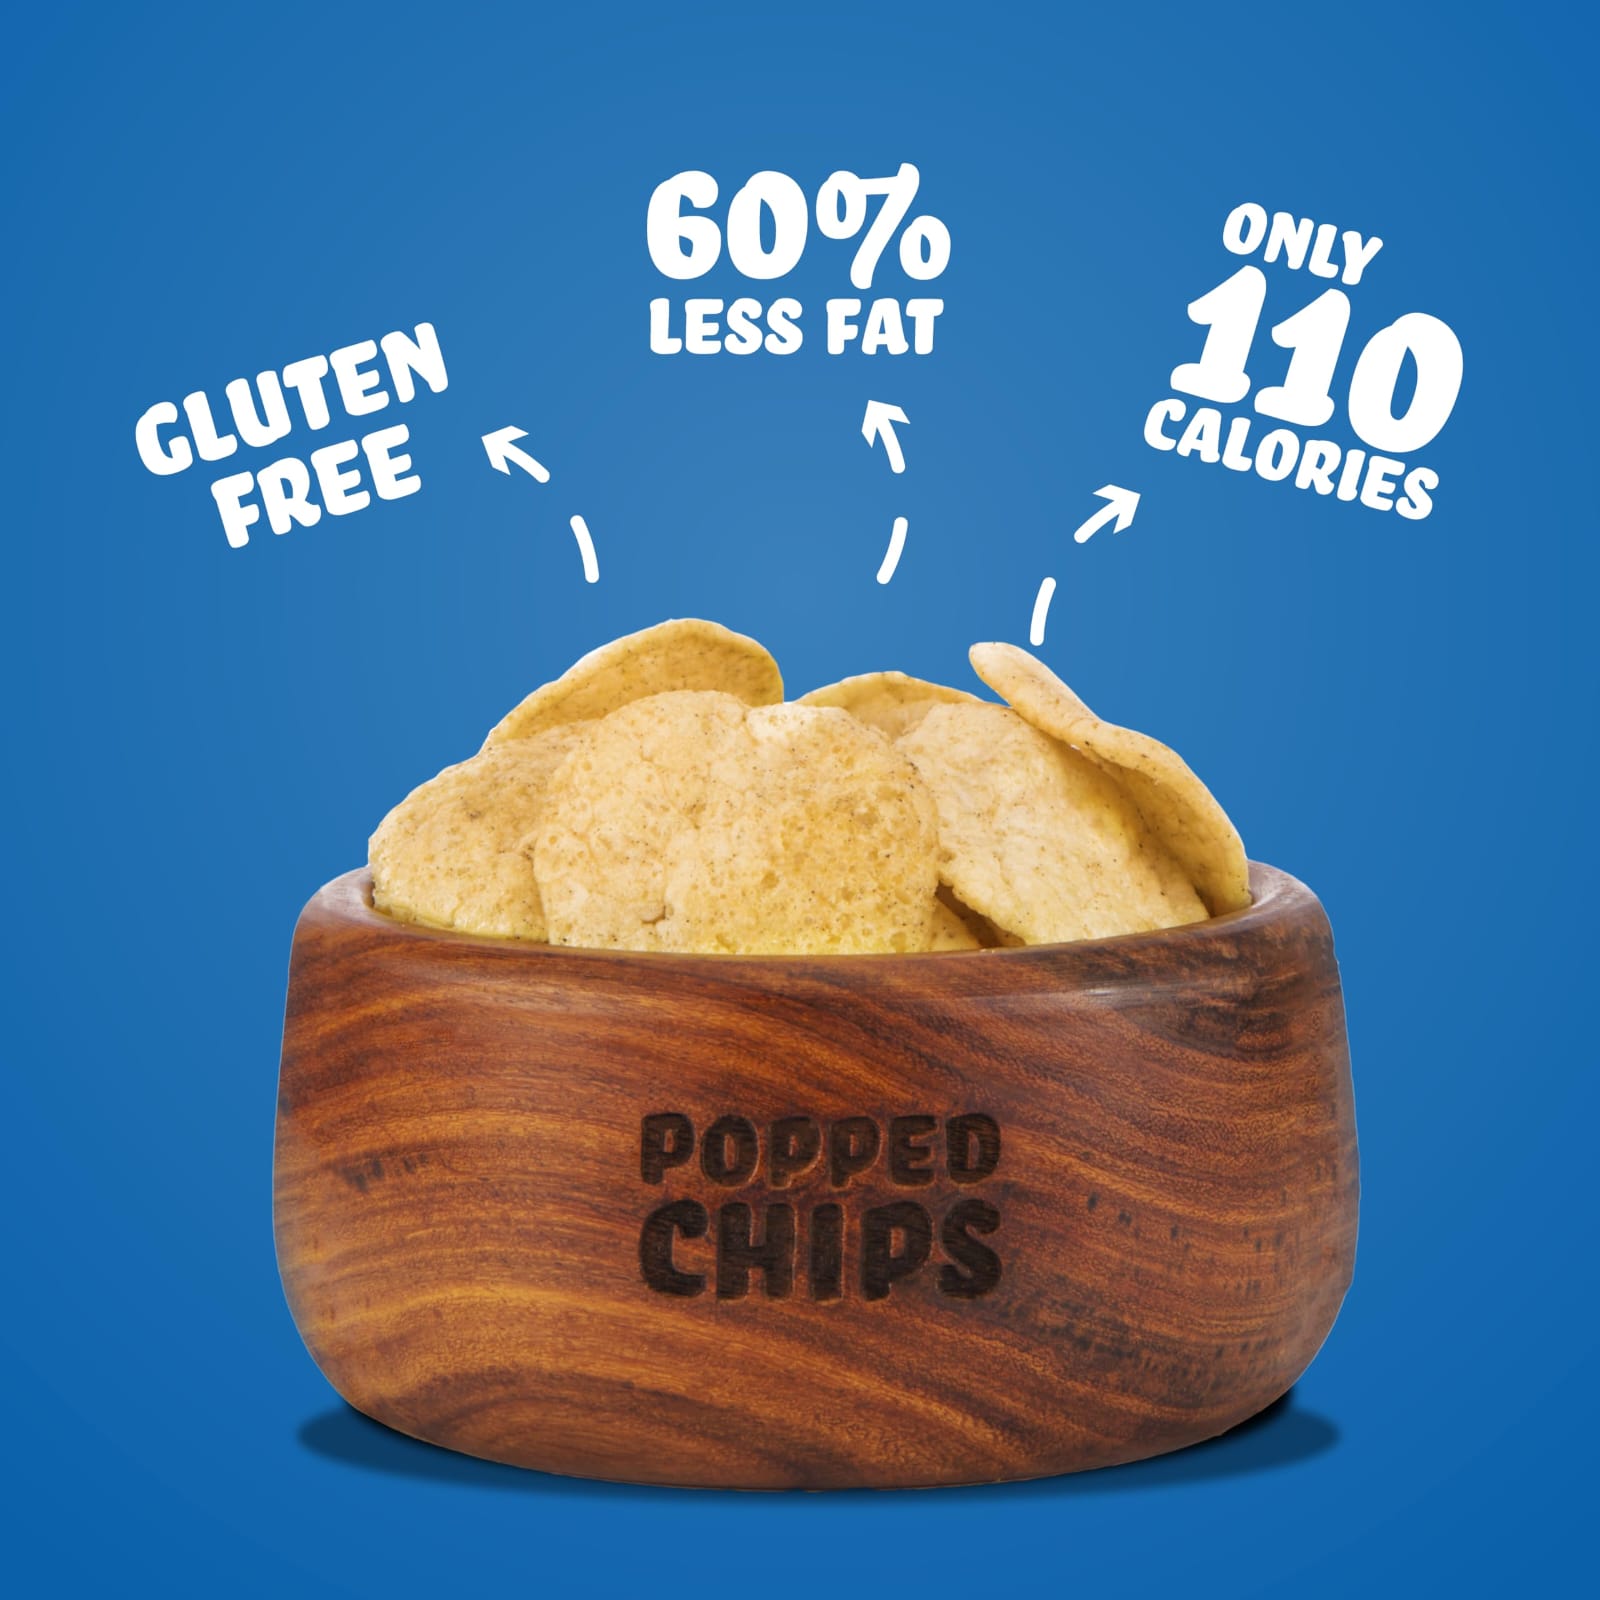 GLUTEN
FREE
60%
LESS FAT
ONLY
110
CALORIES
POPPED
CHIPS